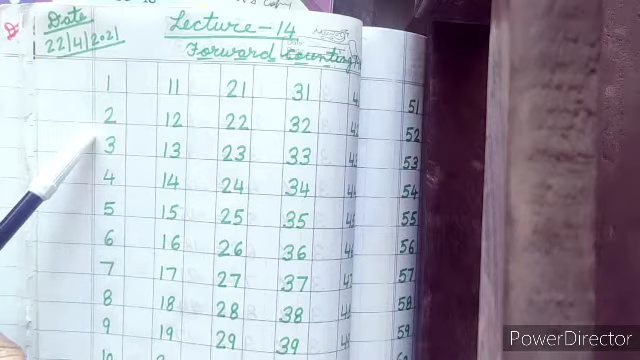 Date
22/4/2021
Lecture-14
Forward counting
1 11 21 31 51
2 12 22 32 52
3 13 23 33 53
4 14 24 34 54
5 15 25 35 55
6 16 26 36 56
7 17 27 37 57
8 18 28 38 58
9 19 29 39 59
10
PowerDirector